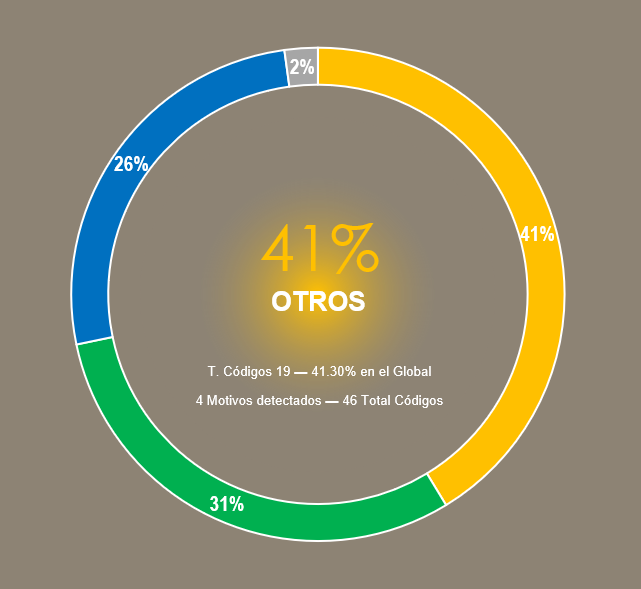 2%
26%
41%
41%
OTROS
T. Códigos 19 — 41.30% en el Global
4 Motivos detectados — 46 Total Códigos
31%